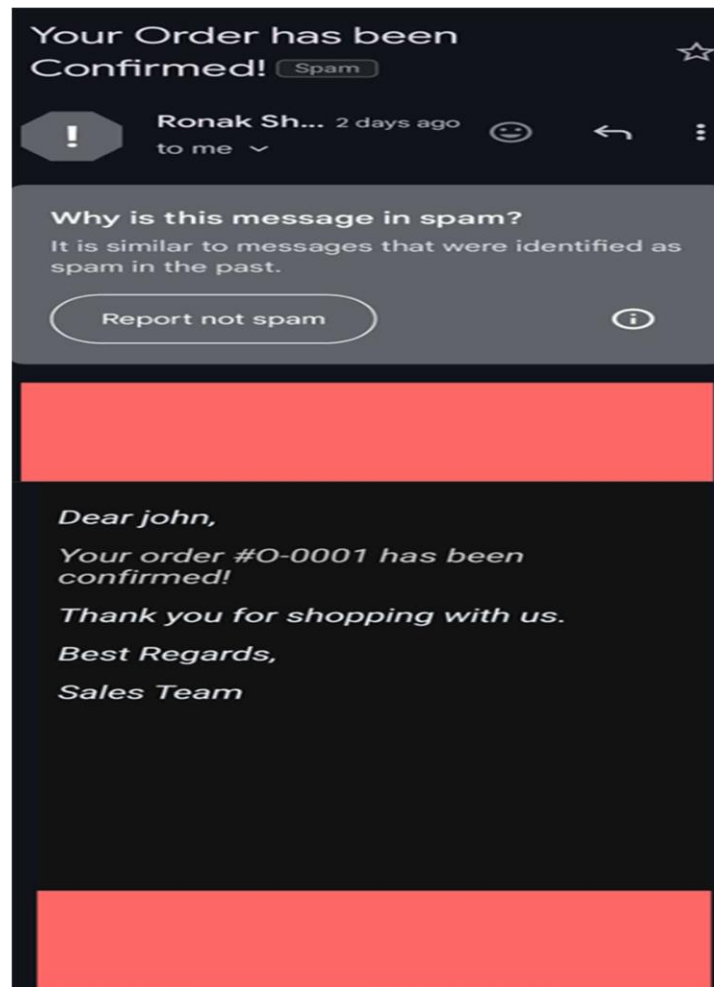 Your Order has been
Confirmed! Spam
Ronak Sh... 2 days ago
to me
Why is this message in spam?
It is similar to messages that were identified as
spam in the past.
Report not spam
Dear john,
Your order #O-0001 has been
confirmed!
Thank you for shopping with us.
Best Regards,
Sales Team